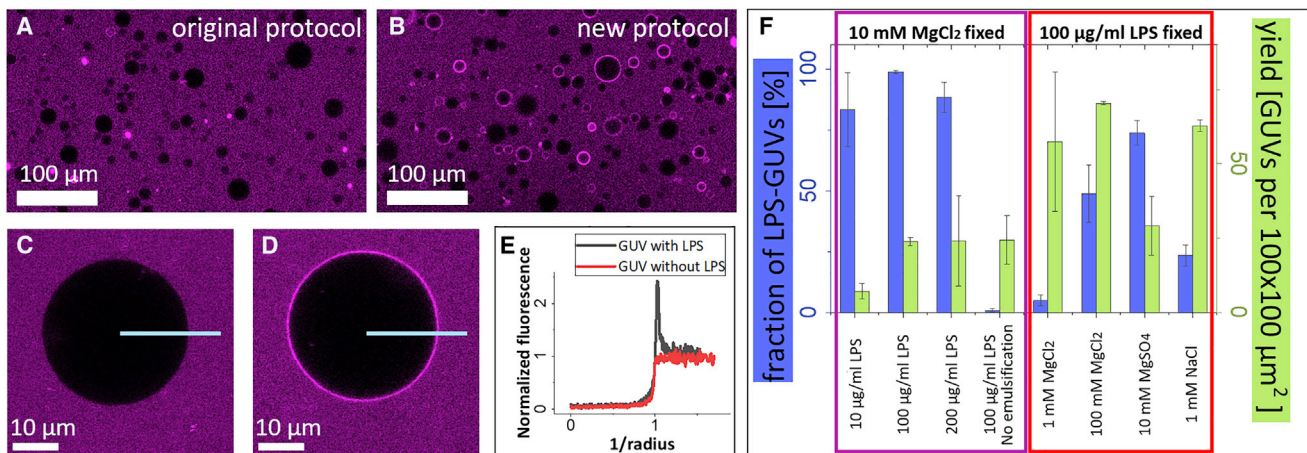 A
original protocol
100 µm
B
new protocol
100 µm
C
10 µm
D
10 µm
E
GUV with LPS
GUV without LPS
Normalized fluorescence
2
1
0
0
1
1/radius
F
10 mM MgCl2 fixed
100 µg/ml LPS fixed
fraction of LPS-GUVs [%]
100
50
0
yield [GUVs per 100x100 µm2]
50
0
10 µg/ml LPS
100 µg/ml LPS
200 µg/ml LPS
100 µg/ml LPS
No emulsification
1 mM MgCl2
100 mM MgCl2
10 mM MgSO4
1 mM NaCl